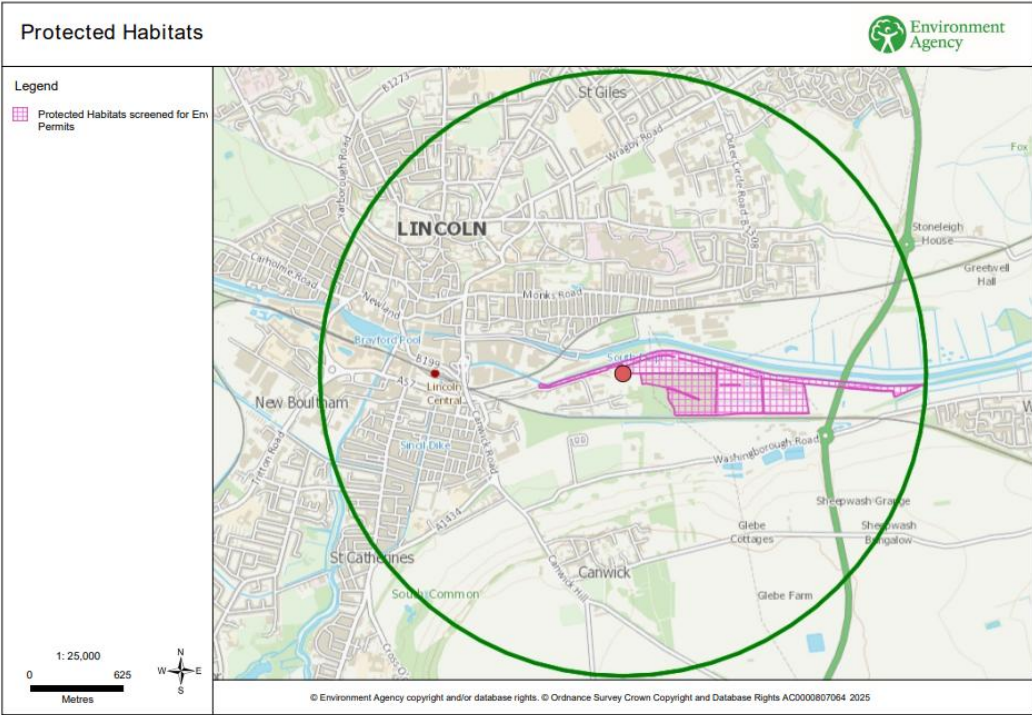 Protected Habitats
Environment
Agency
Legend
Protected Habitats screened for Env
Permits
B1273
St Giles
Wragby Road
Outer Circle Road
Yarborough Road
Fox
LINCOLN
Stoneleigh
House
Carholme Road
Greetwell
Hall
Newland
Monks Road
Brayford Pool
B199
A57
Lincoln
Central
New Boultham
Canwick Road
Tritton Road
Sincil Dike
Washingborough Road
A1434
Sheepwash Grange
Glebe
Cottages
Sheepwash
Bungalow
St Catherines
Canwick
Canwick Hill
South Common
Glebe Farm
Cross O
1: 25,000
0 625
Metres
N
W E
S
© Environment Agency copyright and/or database rights. © Ordnance Survey Crown Copyright and Database Rights AC0000807064 2025